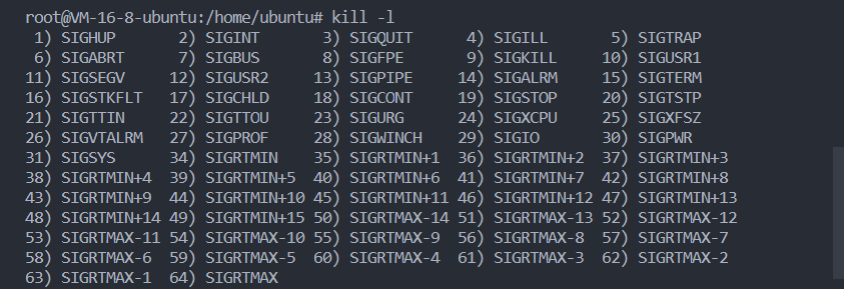 root@VM-16-8-ubuntu:/home/ubuntu# kill -l
 1) SIGHUP       2) SIGINT       3) SIGQUIT      4) SIGILL       5) SIGTRAP
 6) SIGABRT      7) SIGBUS       8) SIGFPE       9) SIGKILL     10) SIGUSR1
11) SIGSEGV     12) SIGUSR2     13) SIGPIPE     14) SIGALRM     15) SIGTERM
16) SIGSTKFLT   17) SIGCHLD     18) SIGCONT     19) SIGSTOP     20) SIGTSTP
21) SIGTTIN     22) SIGTTOU     23) SIGURG      24) SIGXCPU     25) SIGXFSZ
26) SIGVTALRM   27) SIGPROF     28) SIGWINCH    29) SIGIO       30) SIGPWR
31) SIGSYS      34) SIGRTMIN    35) SIGRTMIN+1  36) SIGRTMIN+2  37) SIGRTMIN+3
38) SIGRTMIN+4  39) SIGRTMIN+5  40) SIGRTMIN+6  41) SIGRTMIN+7  42) SIGRTMIN+8
43) SIGRTMIN+9  44) SIGRTMIN+10 45) SIGRTMIN+11 46) SIGRTMIN+12 47) SIGRTMIN+13
48) SIGRTMIN+14 49) SIGRTMIN+15 50) SIGRTMAX-14 51) SIGRTMAX-13 52) SIGRTMAX-12
53) SIGRTMAX-11 54) SIGRTMAX-10 55) SIGRTMAX-9  56) SIGRTMAX-8  57) SIGRTMAX-7
58) SIGRTMAX-6  59) SIGRTMAX-5  60) SIGRTMAX-4  61) SIGRTMAX-3  62) SIGRTMAX-2
63) SIGRTMAX-1  64) SIGRTMAX